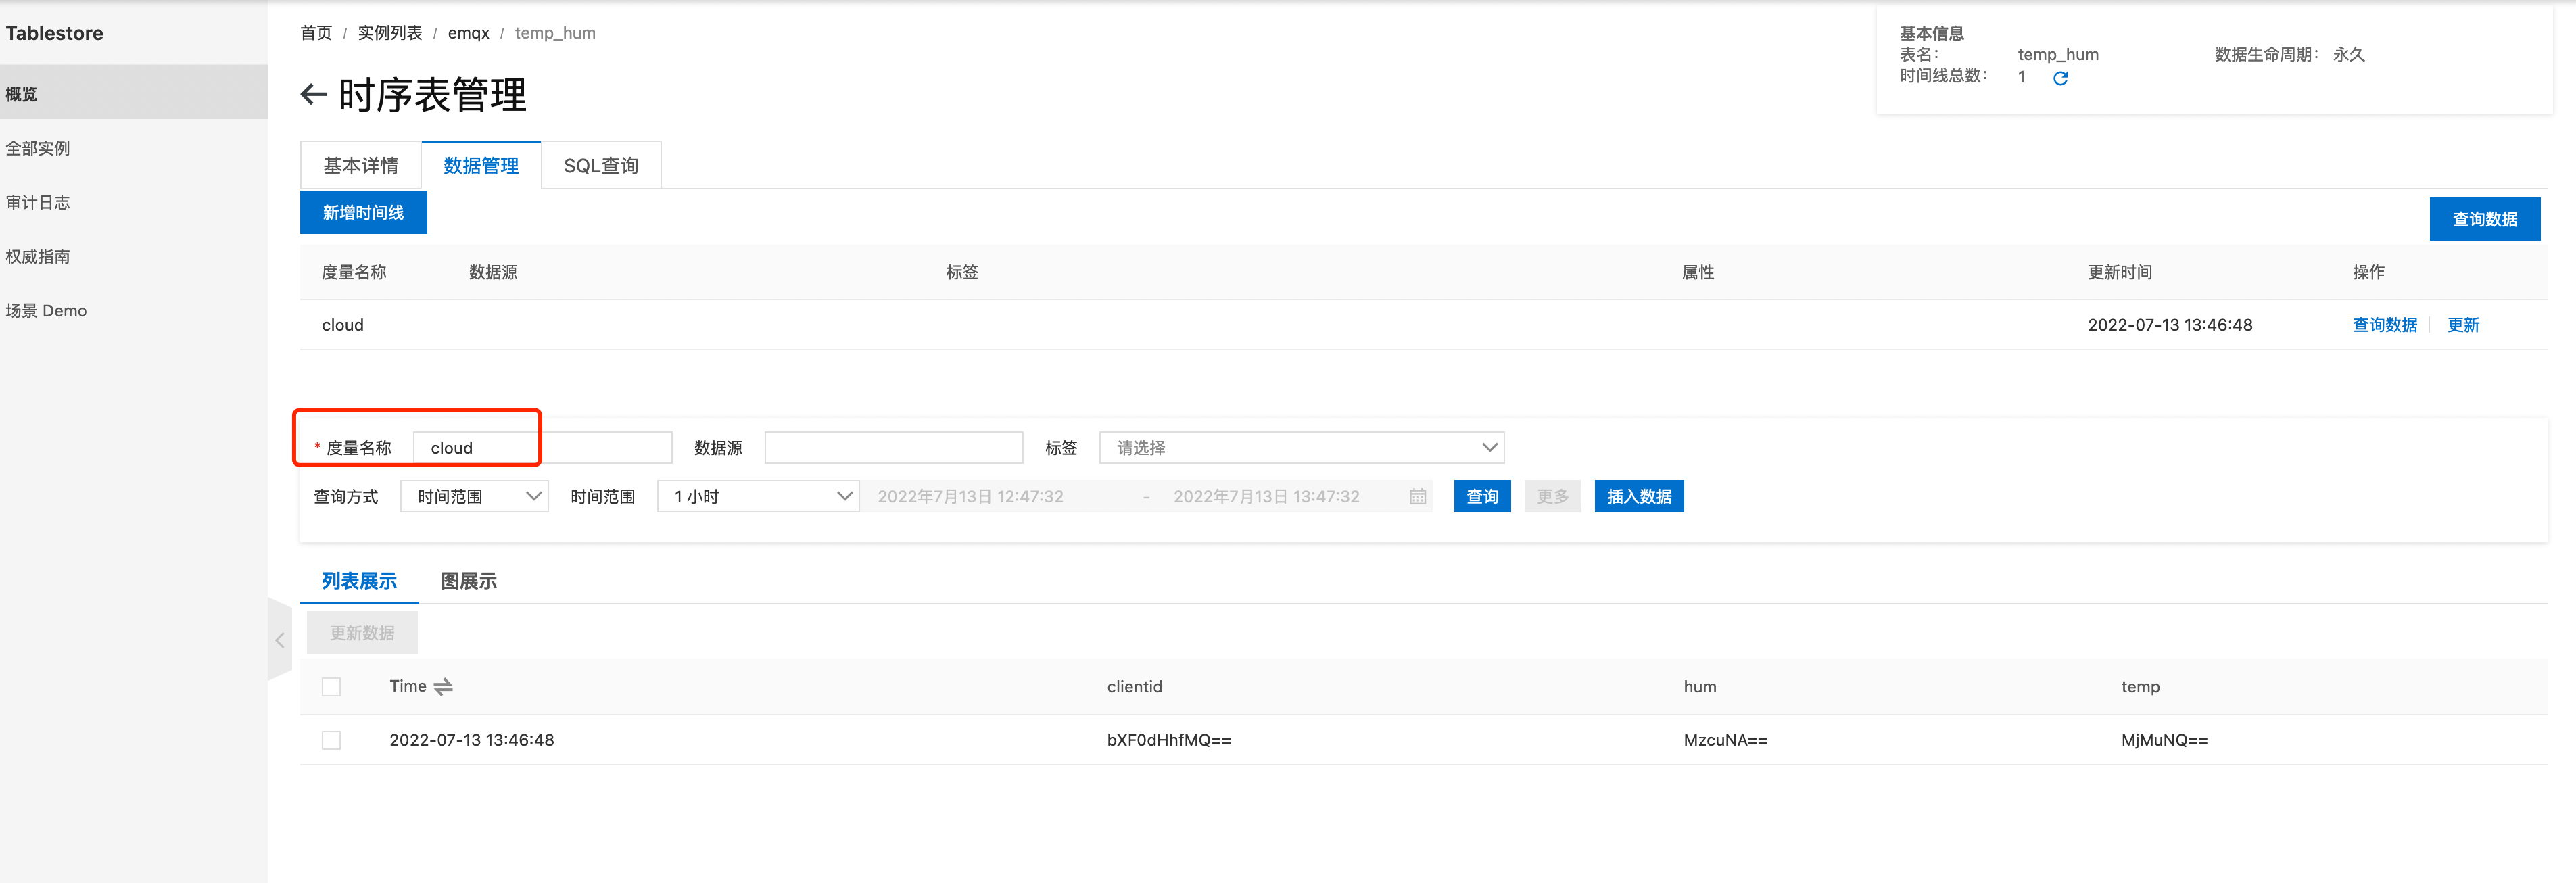 Tablestore
概览
全部实例
审计日志
权威指南
场景 Demo
首页 / 实例列表 / emqx / temp_hum
时序表管理
基本信息
表名： temp_hum 数据生命周期： 永久
时间线总数： 1
基本详情 数据管理 SQL查询
新增时间线 查询数据
度量名称 数据源 标签 属性 更新时间 操作
cloud 2022-07-13 13:46:48 查询数据 更新
* 度量名称 cloud 数据源 标签 请选择
查询方式 时间范围 时间范围 1 小时 2022年7月13日 12:47:32 - 2022年7月13日 13:47:32 查询 更多 插入数据
列表展示 图展示
更新数据
Time clientid hum temp
2022-07-13 13:46:48 bXF0dHhfMQ== MzcuNA== MjMuNQ==